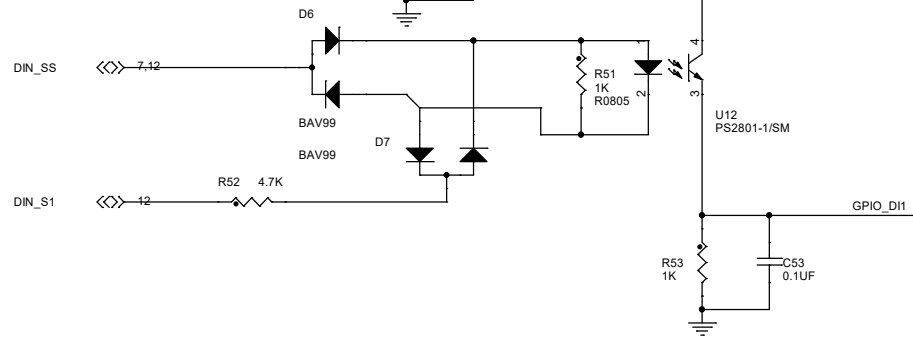 D6
DIN_SS
7,12
1
4
R51
1K
R0805
2
3
BAV99
U12
PS2801-1/SM
D7
BAV99
R52 4.7K
DIN_S1
12
GPIO_DI1
R53
1K
C53
0.1UF